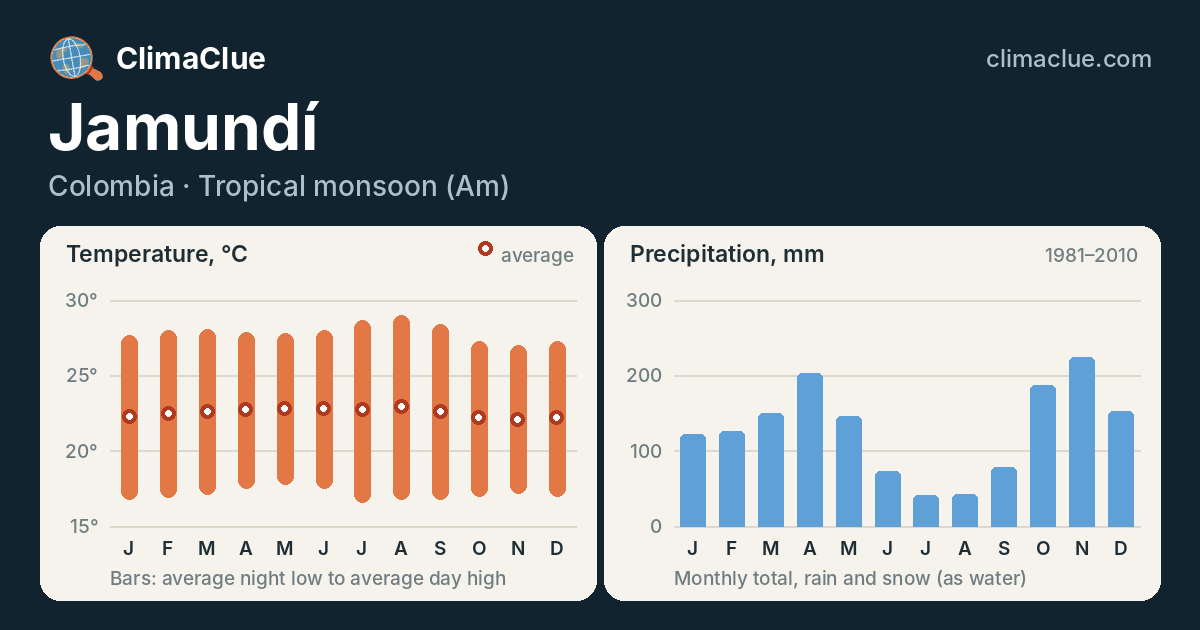 ClimaClue
climaclue.com
Jamundí
Colombia · Tropical monsoon (Am)
Temperature, °C
average
30°
25°
20°
15°
J F M A M J J A S O N D
Bars: average night low to average day high
Precipitation, mm
1981–2010
300
200
100
0
J F M A M J J A S O N D
Monthly total, rain and snow (as water)